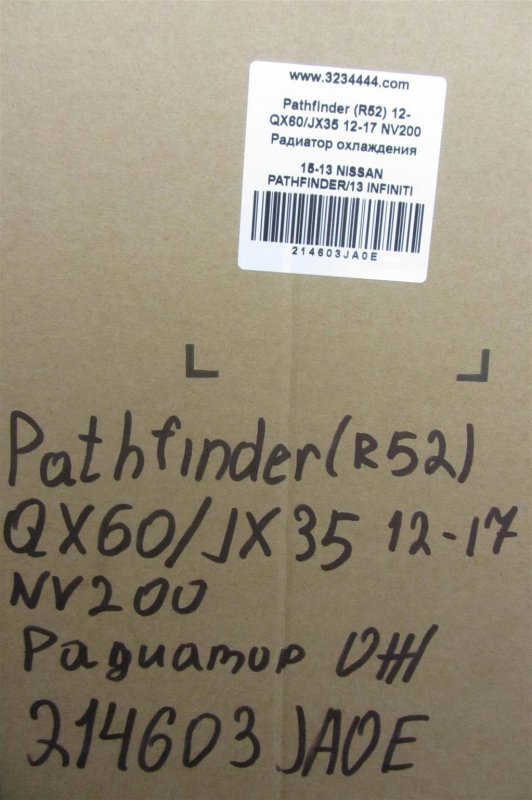 www.3234444.com
Pathfinder (R52) 12-
QX60/JX35 12-17 NV200
Радиатор охлаждения
15-13 NISSAN
PATHFINDER/13 INFINITI
214603JA0E
Pathfinder (R52)
QX60/JX35 12-17
NV200
Радиатор ОЖ
214603JA0E